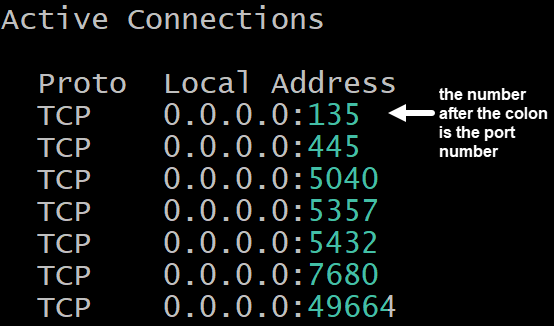 Active Connections
Proto  Local Address
TCP    0.0.0.0:135
the number
after the colon
is the port
number
TCP    0.0.0.0:445
TCP    0.0.0.0:5040
TCP    0.0.0.0:5357
TCP    0.0.0.0:5432
TCP    0.0.0.0:7680
TCP    0.0.0.0:49664